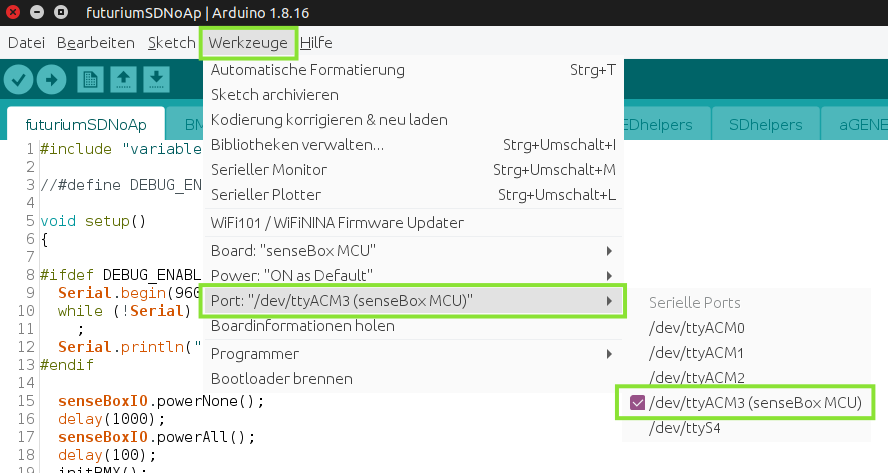 futuriumSDNoAp | Arduino 1.8.16
Datei Bearbeiten Sketch Werkzeuge Hilfe
Automatische Formatierung Strg+T
Sketch archivieren
Kodierung korrigieren & neu laden
Bibliotheken verwalten... Strg+Umschalt+I
Serieller Monitor Strg+Umschalt+M
Serieller Plotter Strg+Umschalt+L
WiFi101 / WiFiNINA Firmware Updater
Board: "senseBox MCU"
Power: "ON as Default"
Port: "/dev/ttyACM3 (senseBox MCU)"
Boardinformationen holen
Programmer
Bootloader brennen
Serielle Ports
/dev/ttyACM0
/dev/ttyACM1
/dev/ttyACM2
/dev/ttyACM3 (senseBox MCU)
/dev/ttyS4
futuriumSDNoAp BM EDhelpers SDhelpers aGENE
1 #include "variable
2
3 //#define DEBUG_EN
4
5 void setup()
6 {
7
8 #ifdef DEBUG_ENABL
9 Serial.begin(960
10 while (!Serial)
11 ;
12 Serial.println("
13 #endif
14
15 senseBoxIO.powerNone();
16 delay(1000);
17 senseBoxIO.powerAll();
18 delay(100);
19 initBMX();